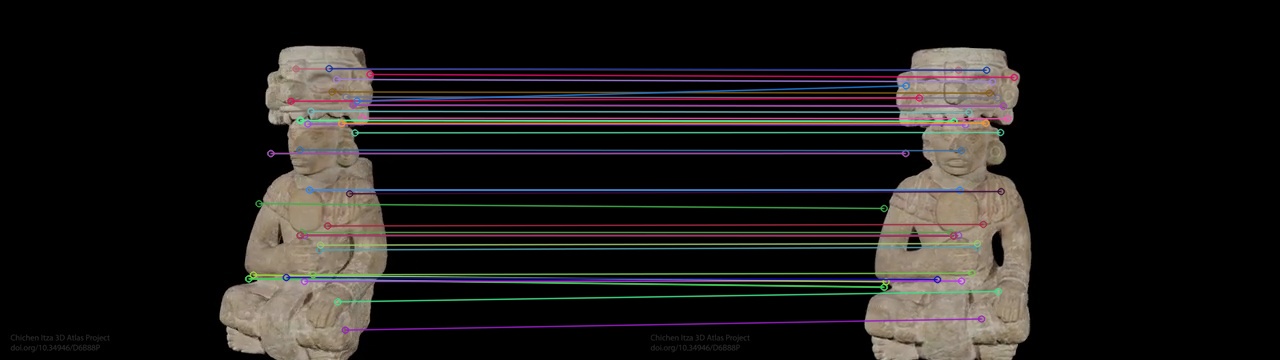 Chichen Itza 3D Atlas Project
doi.org/10.34946/D6B88P
Chichen Itza 3D Atlas Project
doi.org/10.34946/D6B88P